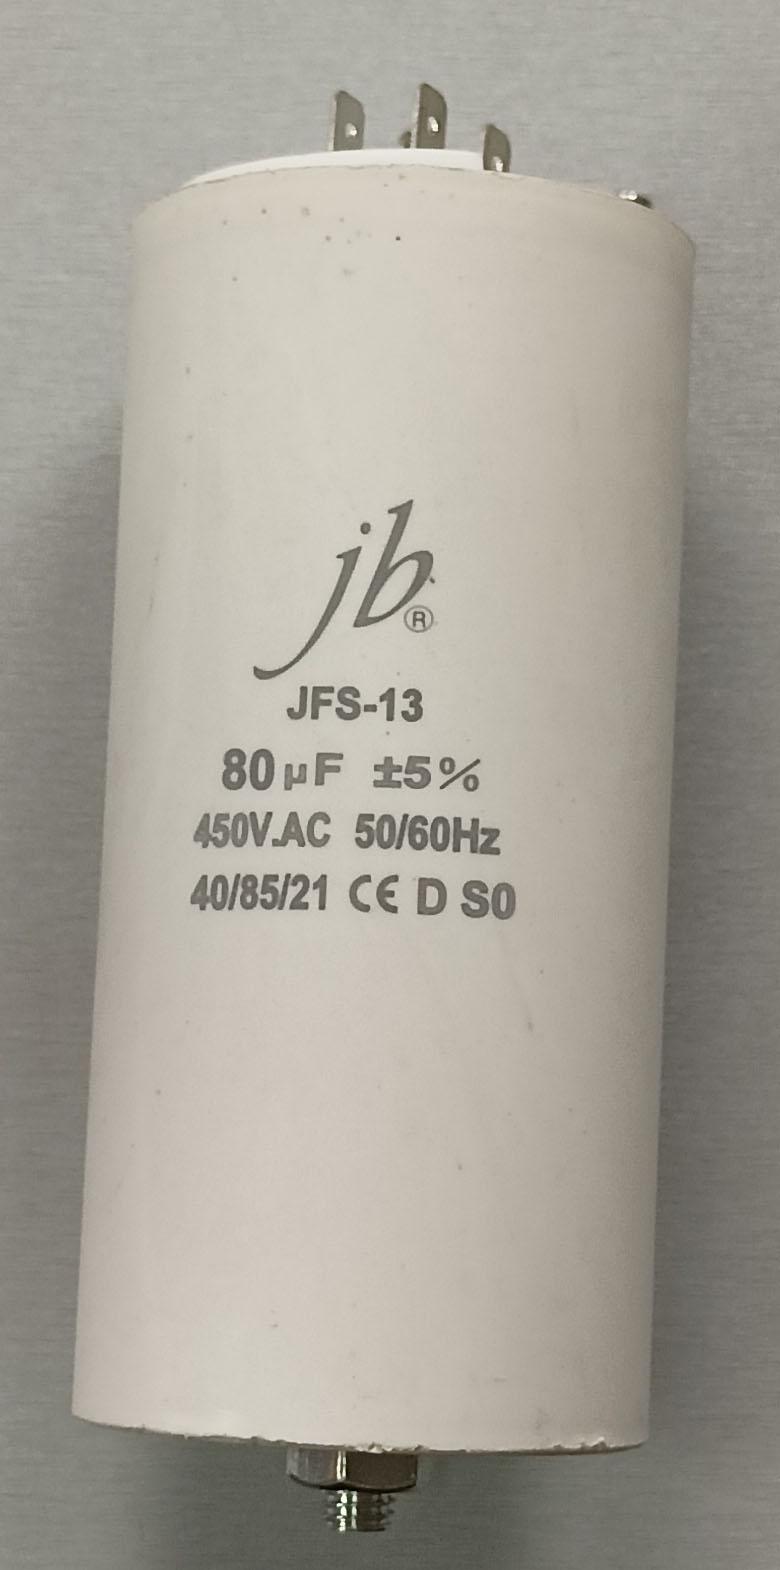 jb®
JFS-13
80μF ±5%
450V.AC 50/60Hz
40/85/21 CE D S0